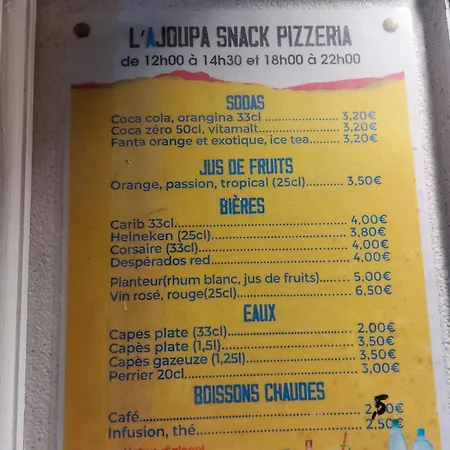 L'AJOUPA SNACK PIZZERIA
de 12h00 à 14h30 et 18h00 à 22h00
SODAS
Coca cola, orangina 33cl ................ 3,20€
Coca zéro 50cl, vitamalt................. 3,20€
Fanta orange et exotique, ice tea........ 3,20€
JUS DE FRUITS
Orange, passion, tropical (25cl).......... 3,50€
BIÈRES
Carib 33cl................................ 4,00€
Heineken (25cl)........................... 3,80€
Corsaire (33cl)........................... 4,00€
Despérados red............................ 4,00€
Planteur(rhum blanc, jus de fruits)....... 5,00€
Vin rosé, rouge(25cl)..................... 6,50€
EAUX
Capès plate (33cl)........................ 2,00€
Capès plate (1,5l)........................ 3,50€
Capès gazeuze (1,25l)..................... 3,50€
Perrier 20cl.............................. 3,00€
BOISSONS CHAUDES
Café...................................... 2,50€
Infusion, thé............................. 2,50€